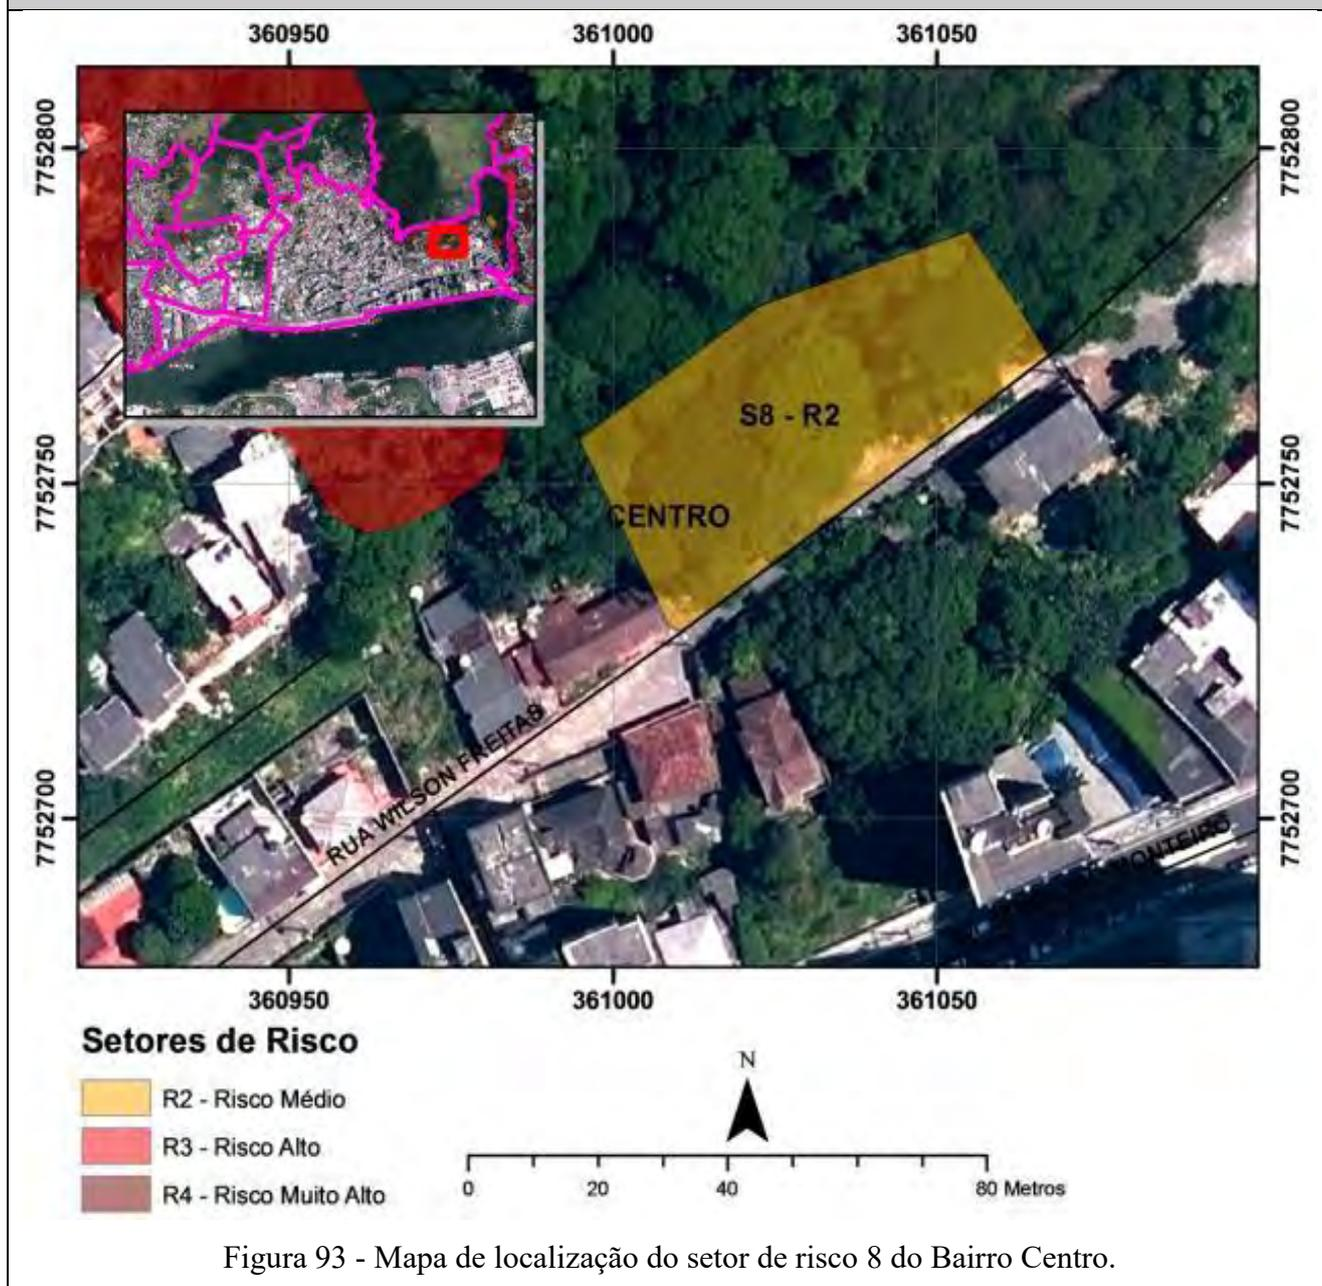 360950 361000 361050
7752800 7752800
S8 - R2
7752750 7752750
CENTRO
RUA WILSON FREITAS
7752700 7752700
MONTEIRO
360950 361000 361050
Setores de Risco
N
R2 - Risco Médio
R3 - Risco Alto
R4 - Risco Muito Alto
0 20 40 80 Metros
Figura 93 - Mapa de localização do setor de risco 8 do Bairro Centro.